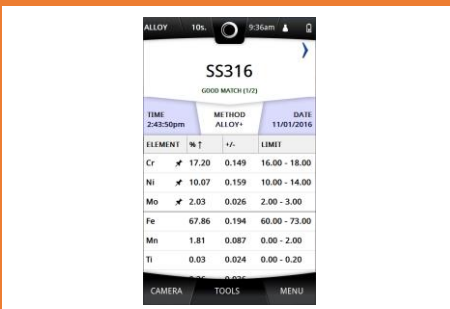 ALLOY 10s. 9:36am
SS316
GOOD MATCH (1/2)
TIME METHOD DATE
2:43:50pm ALLOY+ 11/01/2016
ELEMENT % ↑ +/- LIMIT
Cr 17.20 0.149 16.00 - 18.00
Ni 10.07 0.159 10.00 - 14.00
Mo 2.03 0.026 2.00 - 3.00
Fe 67.86 0.194 60.00 - 73.00
Mn 1.81 0.087 0.00 - 2.00
Ti 0.03 0.024 0.00 - 0.20
CAMERA TOOLS MENU